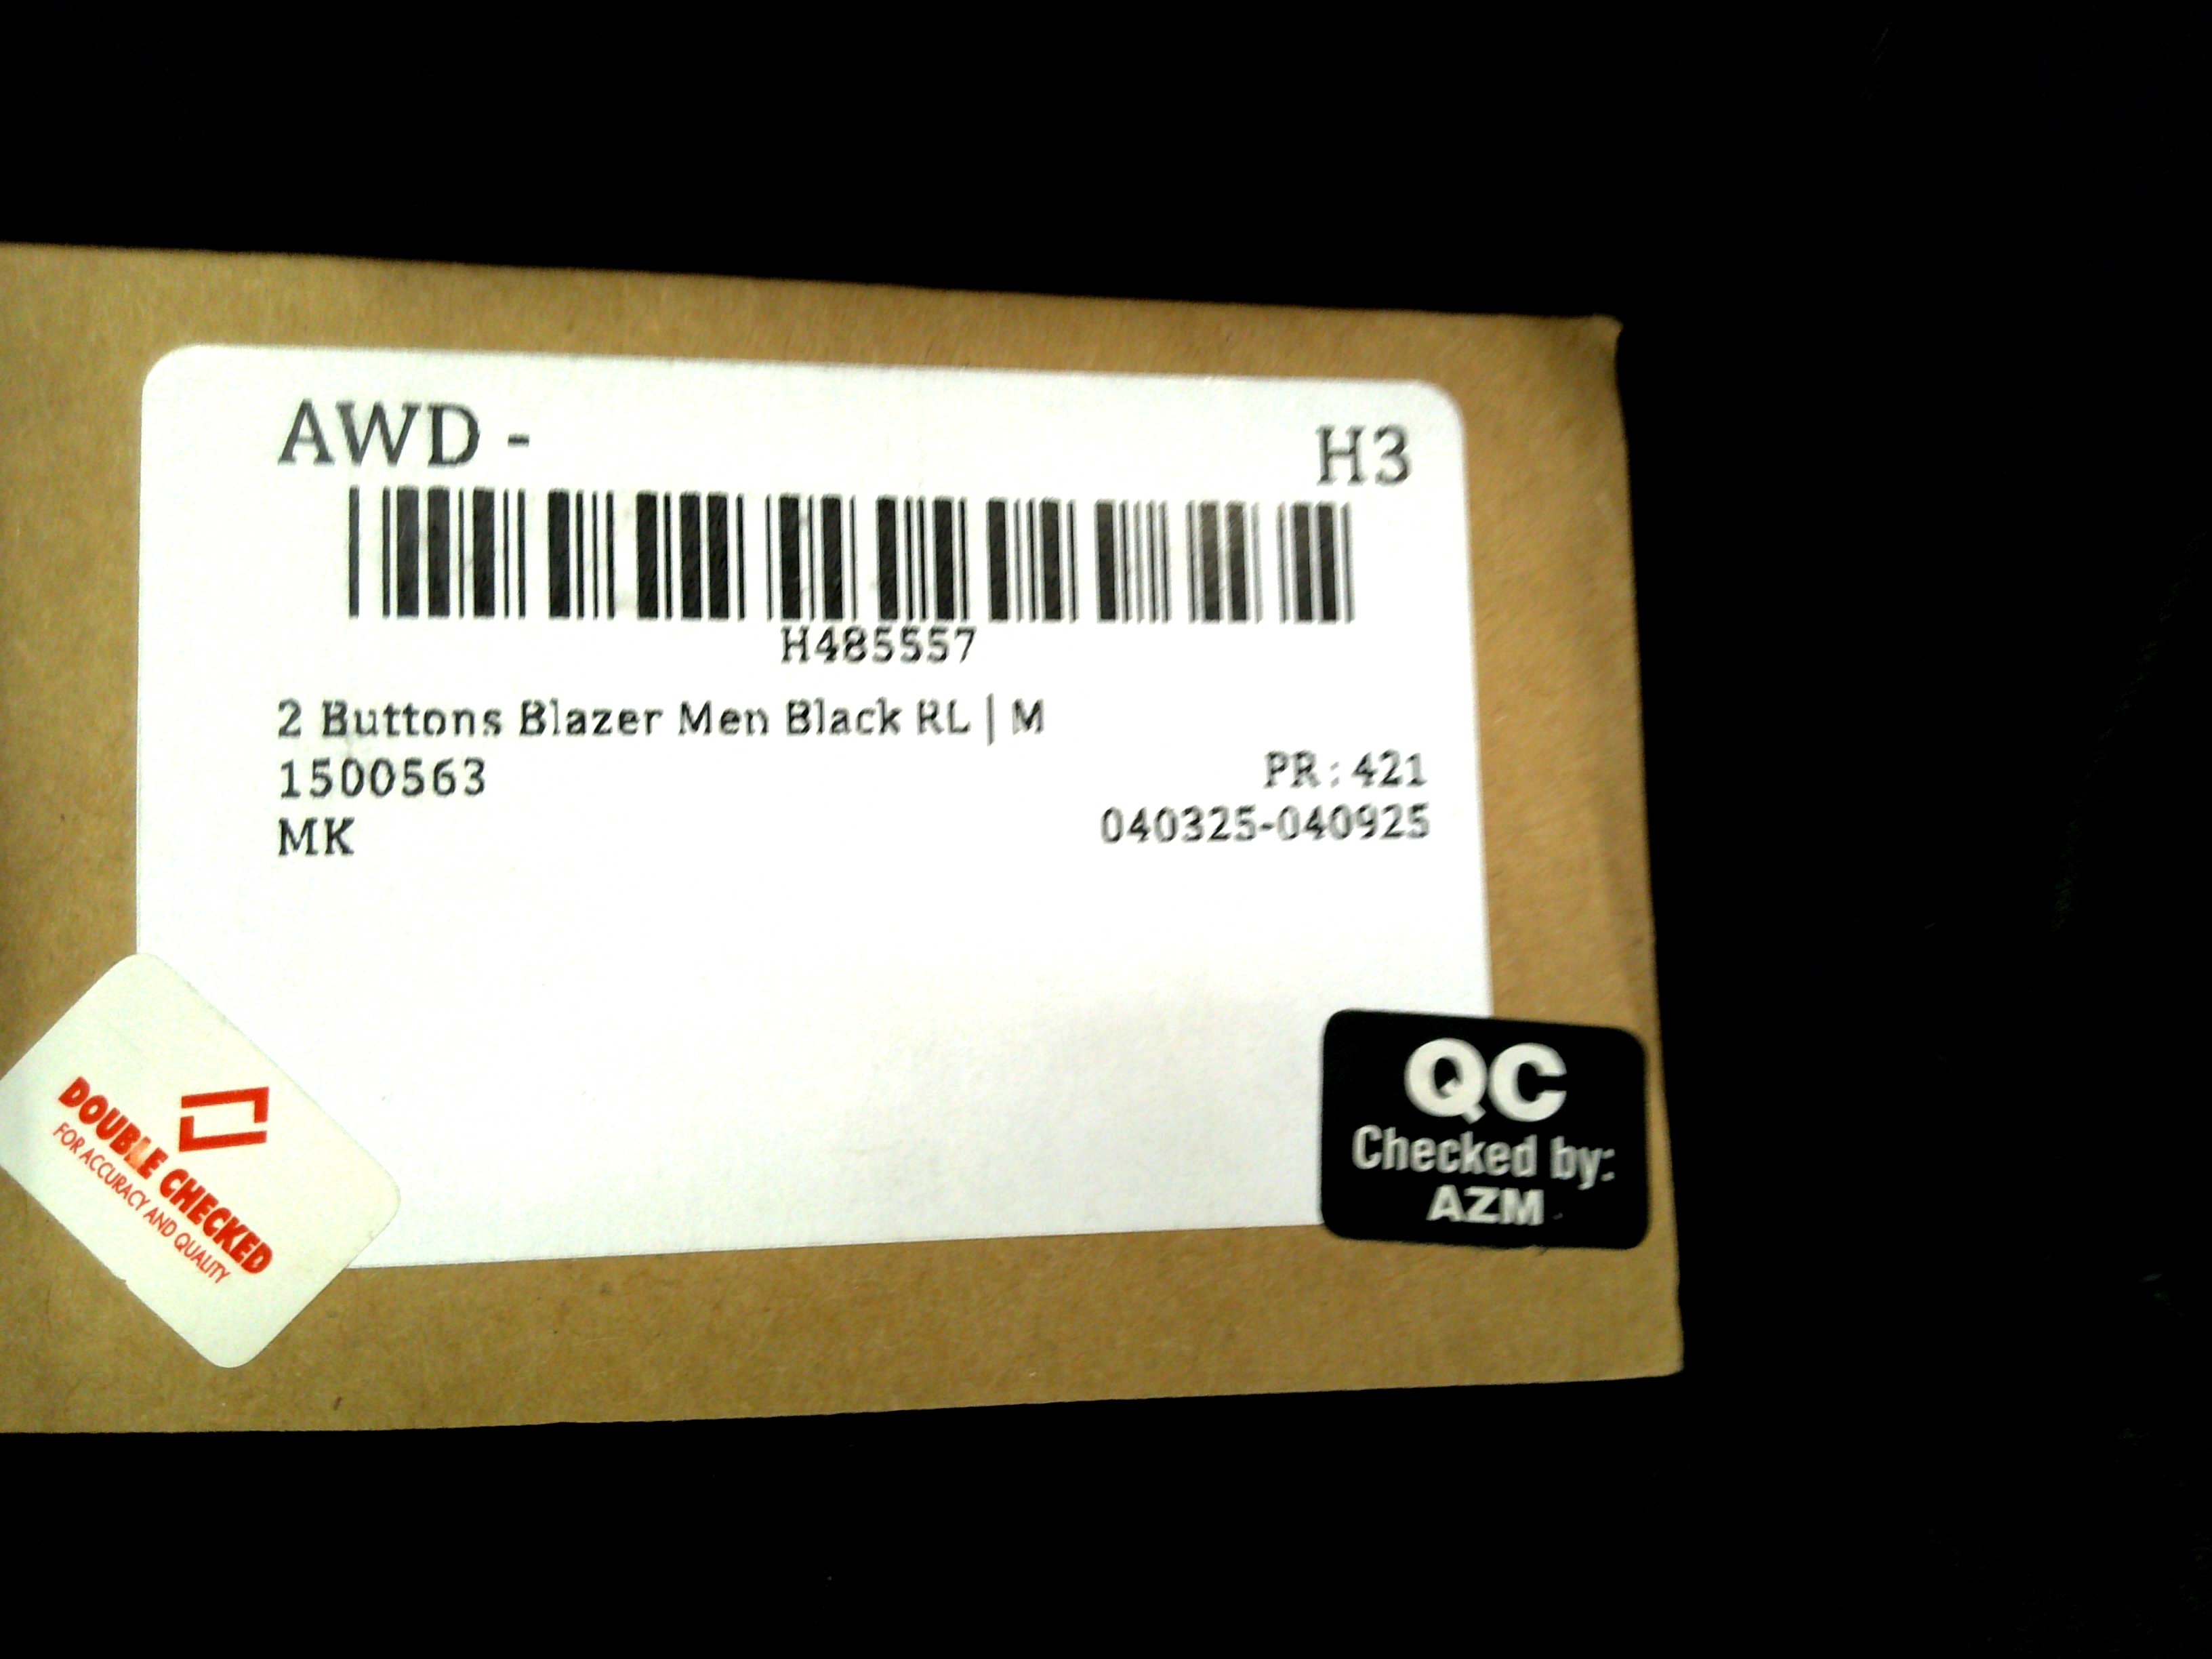 AWD - H3
H485557
2 Buttons Blazer Men Black RL | M
1500563 PR: 421
MK 040325-040925
DOUBLE CHECKED
FOR ACCURACY AND QUALITY
QC
Checked by:
AZM